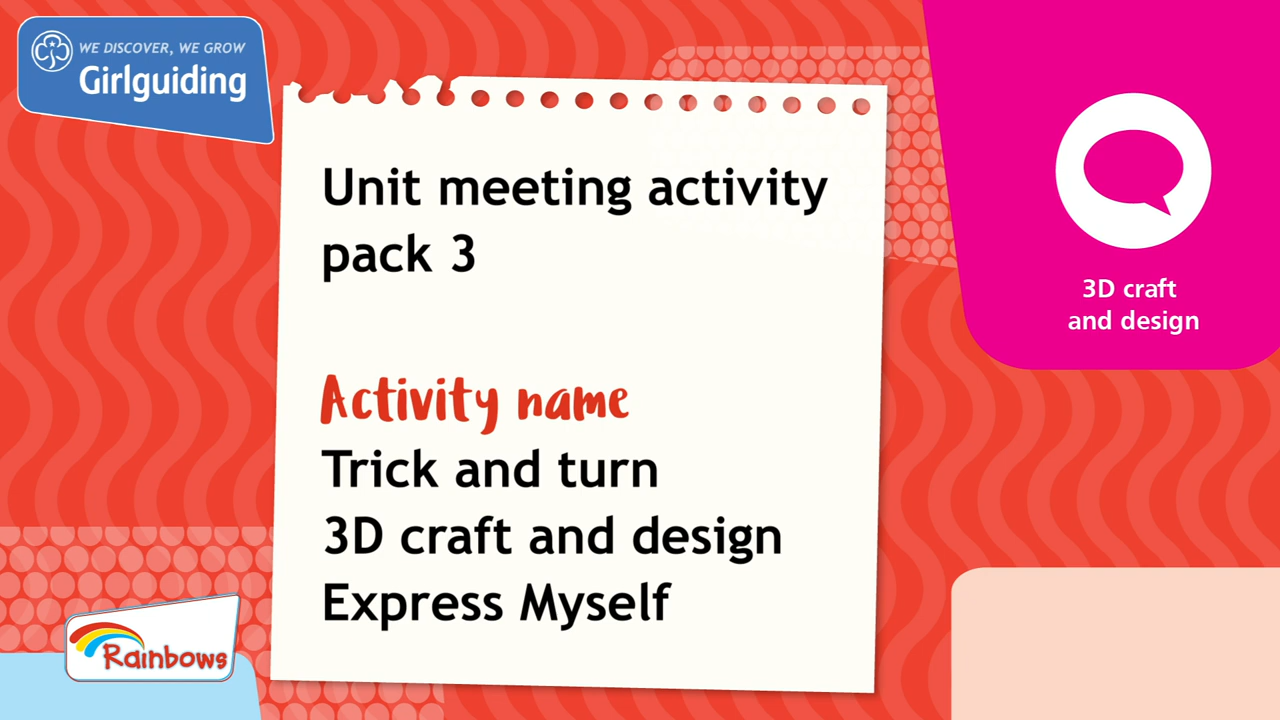 WE DISCOVER, WE GROW
Girlguiding
Unit meeting activity
pack 3
Activity name
Trick and turn
3D craft and design
Express Myself
3D craft
and design
Rainbows